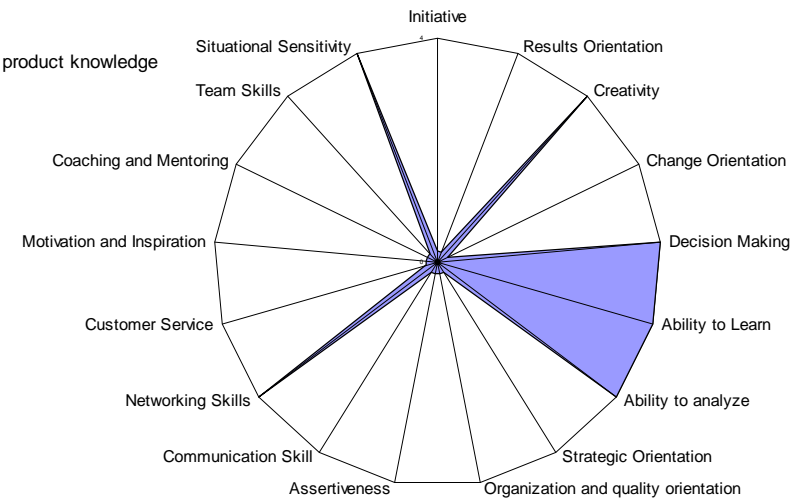 Initiative
Situational Sensitivity
Results Orientation
product knowledge
Team Skills
Creativity
Coaching and Mentoring
Change Orientation
Motivation and Inspiration
Decision Making
Customer Service
Ability to Learn
Networking Skills
Ability to analyze
Communication Skill
Strategic Orientation
Assertiveness
Organization and quality orientation
4